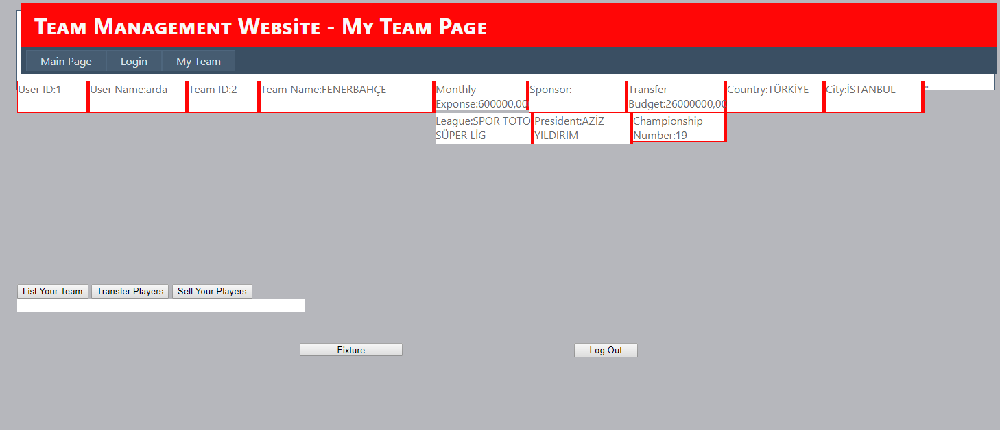 Team Management Website - My Team Page
Main Page Login My Team
User ID:1 User Name:arda Team ID:2 Team Name:FENERBAHÇE Monthly Sponsor: Transfer Country:TÜRKİYE City:İSTANBUL "
Exponse:600000,00 Budget:26000000,00
League:SPOR TOTO President:AZİZ Championship
SÜPER LİG YILDIRIM Number:19
List Your Team Transfer Players Sell Your Players
Fixture Log Out